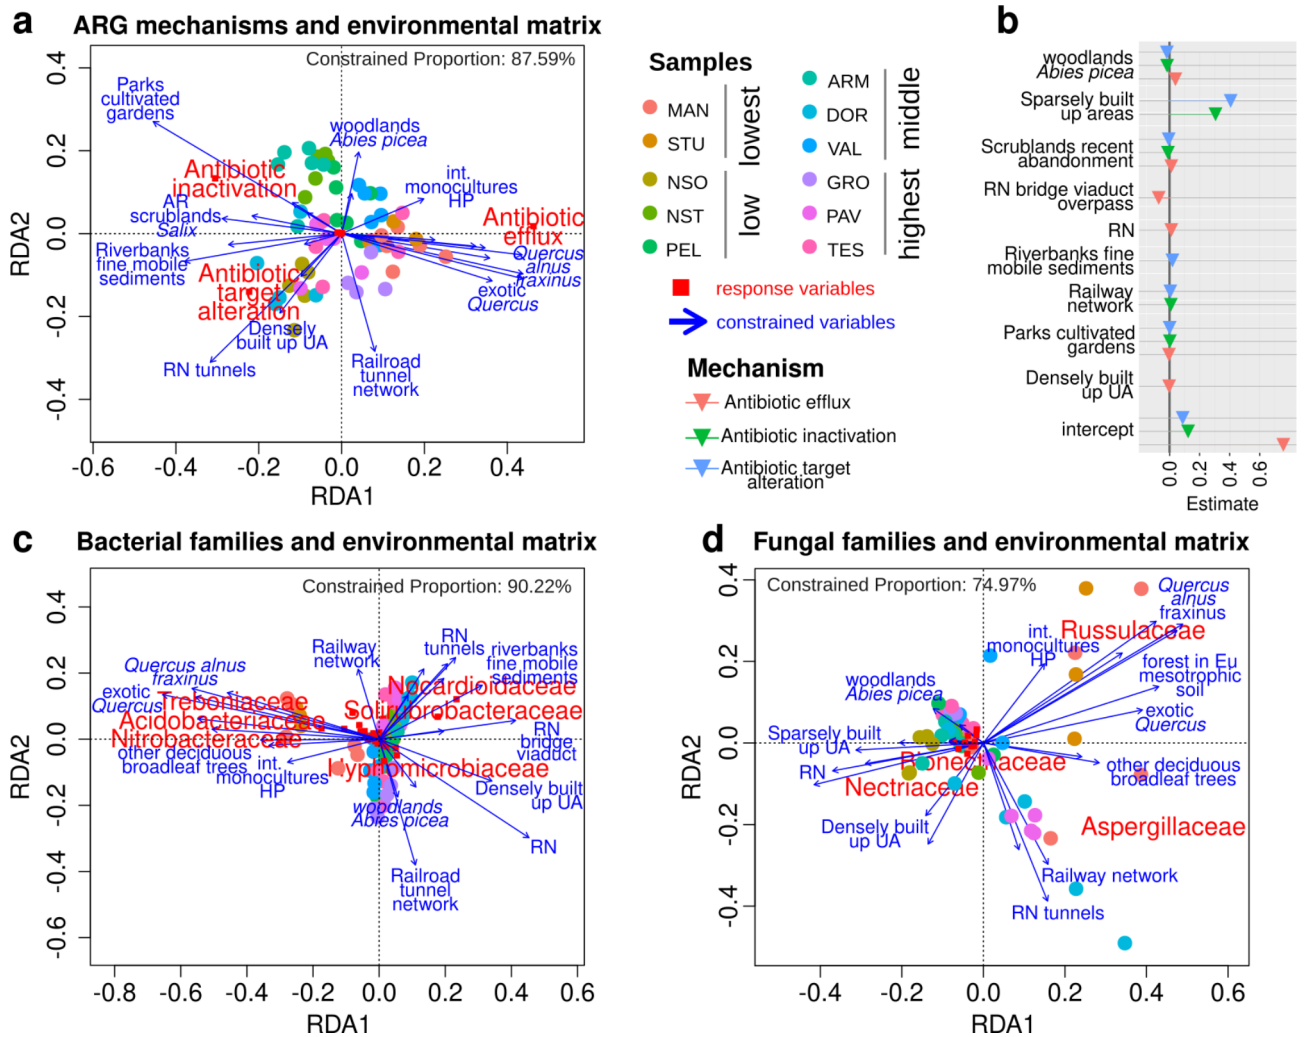 a
ARG mechanisms and environmental matrix
Constrained Proportion: 87.59%
Parks
cultivated
gardens
woodlands
Abies picea
Antibiotic
inactivation
int.
monocultures
HP
AR
scrublands
Salix
Antibiotic
efflux
Riverbanks
fine mobile
sediments
Quercus
alnus
fraxinus
Antibiotic
target
alteration
exotic
Quercus
Densely
built up UA
RN tunnels
Railroad
tunnel
network
RDA2
0.4
0.2
0.0
-0.2
-0.4
-0.6
-0.4
-0.2
0.0
0.2
0.4
RDA1
Samples
MAN
STU
lowest
NSO
NST
PEL
low
ARM
DOR
VAL
middle
GRO
PAV
TES
highest
response variables
constrained variables
Mechanism
Antibiotic efflux
Antibiotic inactivation
Antibiotic target
alteration
b
woodlands
Abies picea
Sparsely built
up areas
Scrublands recent
abandonment
RN bridge viaduct
overpass
RN
Riverbanks fine
mobile sediments
Railway
network
Parks cultivated
gardens
Densely built
up UA
intercept
0.0
0.2
0.4
0.6
Estimate
c
Bacterial families and environmental matrix
Constrained Proportion: 90.22%
Railway
network
RN
tunnels
riverbanks
fine mobile
sediments
Quercus alnus
fraxinus
exotic
Quercus
Treboniaceae
Nocardioidaceae
Acidobacteriaceae
Solirubrobacteraceae
Nitrobacteraceae
RN
bridge
viaduct
other deciduous
broadleaf trees
int.
monocultures
HP
Hyphomicrobiaceae
Densely built
up UA
woodlands
Abies picea
RN
Railroad
tunnel
network
RDA2
0.4
0.2
0.0
-0.2
-0.4
-0.6
-0.8
-0.6
-0.4
-0.2
0.0
0.2
0.4
0.6
RDA1
d
Fungal families and environmental matrix
Constrained Proportion: 74.97%
Quercus
alnus
fraxinus
int.
monocultures
HP
Russulaceae
forest in Eu
mesotrophic
soil
woodlands
Abies picea
exotic
Quercus
Sparsely built
up UA
RN
other deciduous
broadleaf trees
Nectriaceae
Densely built
up UA
Aspergillaceae
Railway network
RN tunnels
RDA2
0.4
0.2
0.0
-0.2
-0.4
-0.4
-0.2
0.0
0.2
0.4
0.6
RDA1